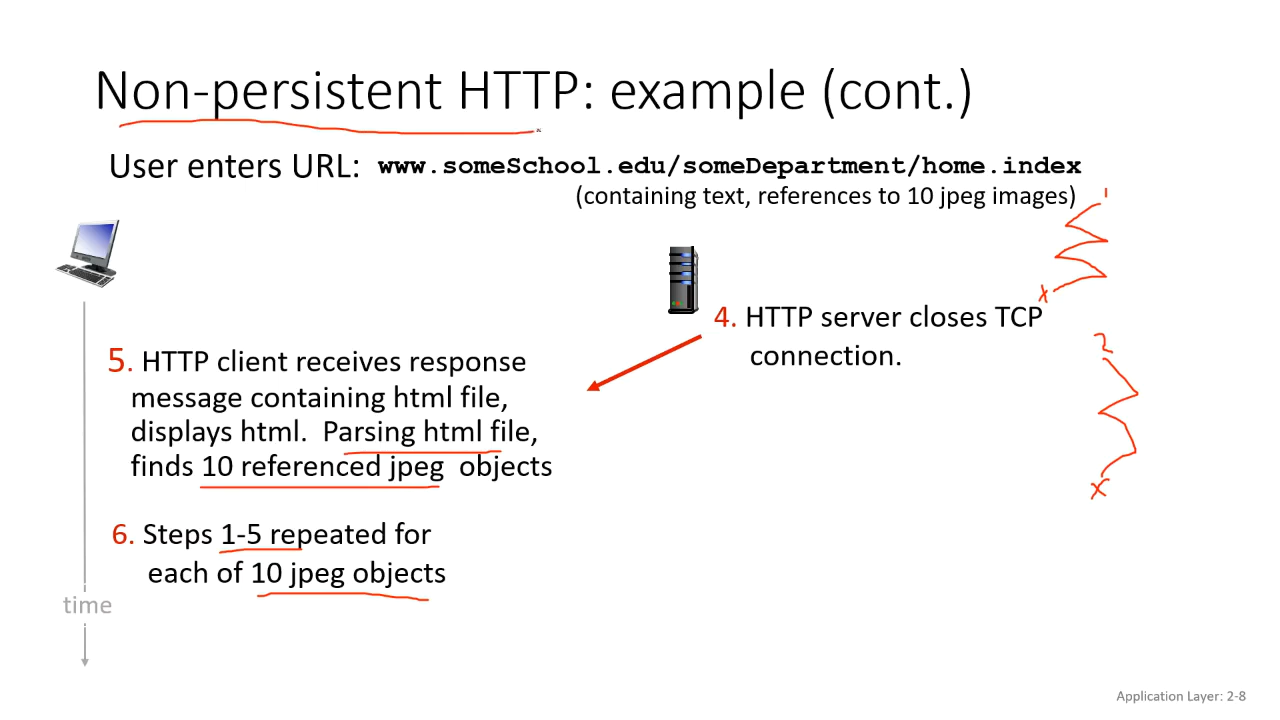 Non-persistent HTTP: example (cont.)
User enters URL: www.someSchool.edu/someDepartment/home.index
(containing text, references to 10 jpeg images)
1
4. HTTP server closes TCP
connection.
2
5. HTTP client receives response
message containing html file,
displays html. Parsing html file,
finds 10 referenced jpeg objects
6. Steps 1-5 repeated for
each of 10 jpeg objects
time
Application Layer: 2-8